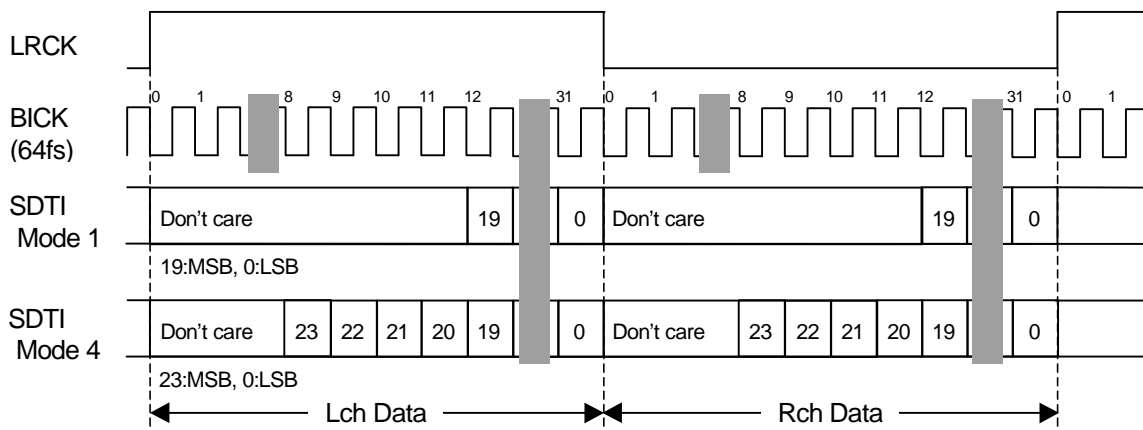 LRCK
0 1 8 9 10 11 12 31 0 1 8 9 10 11 12 31 0 1
BICK
(64fs)
SDTI
Mode 1
Don't care 19 0 Don't care 19 0
19:MSB, 0:LSB
SDTI
Mode 4
Don't care 23 22 21 20 19 0 Don't care 23 22 21 20 19 0
23:MSB, 0:LSB
Lch Data Rch Data